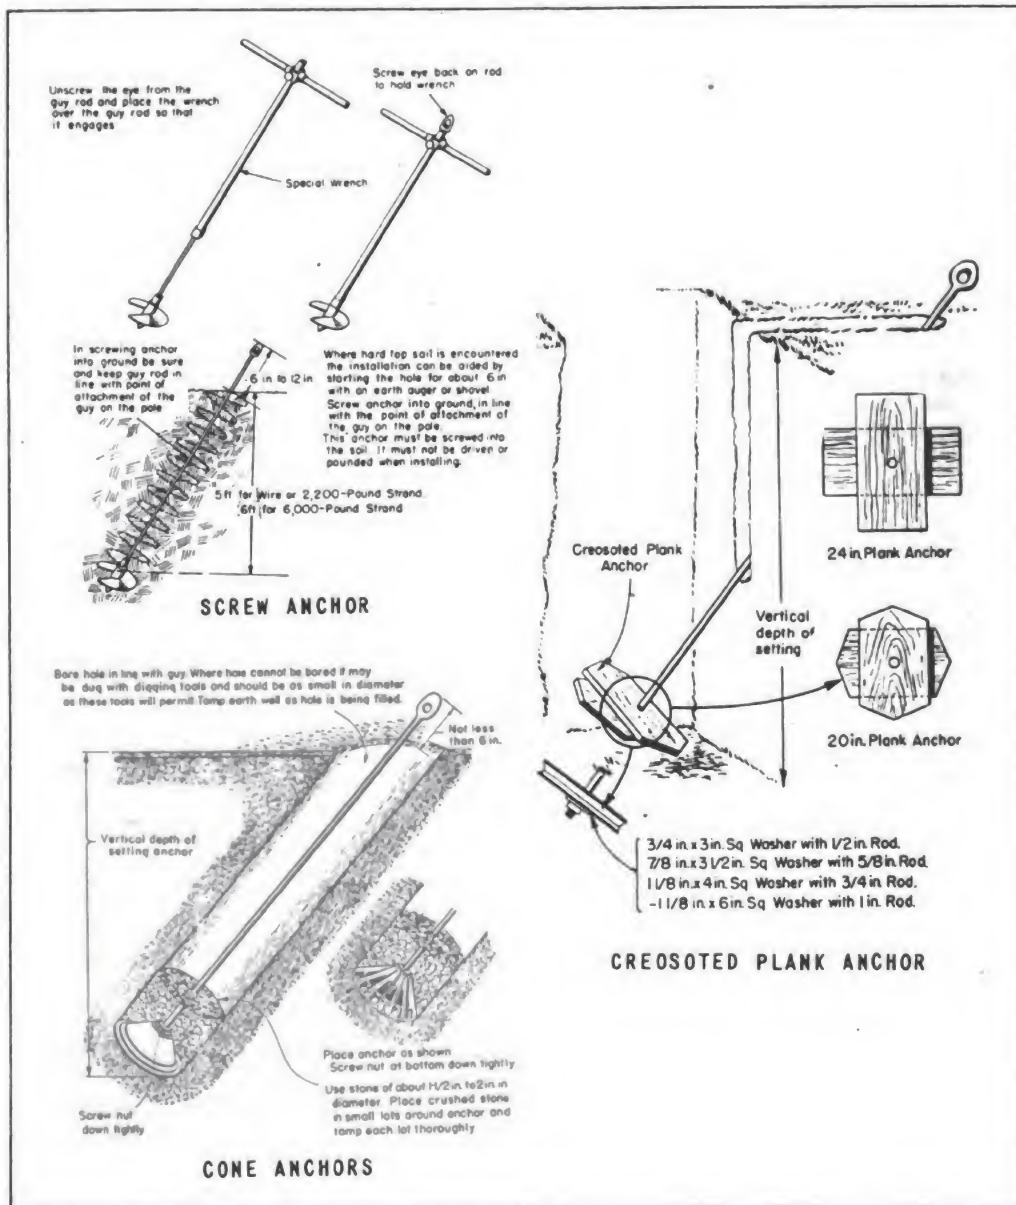 Unscrew the eye from the
guy rod and place the wrench
over the guy rod so that
it engages
Screw eye back on rod
to hold wrench
Special Wrench
In screwing anchor
into ground be sure
and keep guy rod in
line with point of
attachment of the
guy on the pole
6 in to 12 in
Where hard top soil is encountered
the installation can be aided by
starting the hole for about 6 in
with an earth auger or shovel
Screw anchor into ground, in line
with the point of attachment of
the guy on the pole.
This anchor must be screwed into
the soil. It must not be driven or
pounded when installing.
5 ft for Wire or 2,200-Pound Strand
6ft for 6,000-Pound Strand
SCREW ANCHOR
Bore hole in line with guy. Where hole cannot be bored it may
be dug with digging tools and should be as small in diameter
as these tools will permit. Tamp earth well as hole is being filled.
Not less
than 6 in.
Vertical depth of
setting anchor
Place anchor as shown
Screw nut at bottom down tightly
Use stone of about 1 1/2 in. to 2 in. in
diameter. Place crushed stone
in small lots around anchor and
tamp each lot thoroughly
Screw nut
down tightly
CONE ANCHORS
Creosoted Plank
Anchor
Vertical
depth of
setting
24 in. Plank Anchor
20 in. Plank Anchor
3/4 in. x 3 in. Sq Washer with 1/2 in. Rod.
7/8 in. x 3 1/2 in. Sq Washer with 5/8 in. Rod.
1 1/8 in. x 4 in. Sq Washer with 3/4 in. Rod.
-1 1/8 in. x 6 in. Sq Washer with 1 in. Rod.
CREOSOTED PLANK ANCHOR